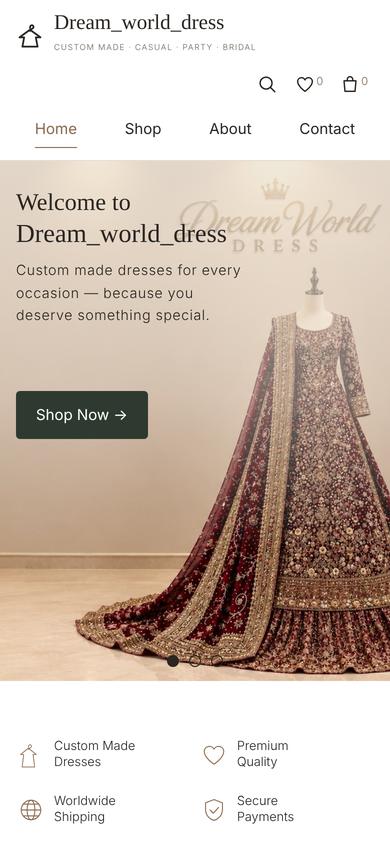 Dream_world_dress
CUSTOM MADE · CASUAL · PARTY · BRIDAL
0
0
Home
Shop
About
Contact
Dream World
DRESS
Welcome to
Dream_world_dress
Custom made dresses for every
occasion — because you
deserve something special.
Shop Now →
Custom Made
Dresses
Premium
Quality
Worldwide
Shipping
Secure
Payments